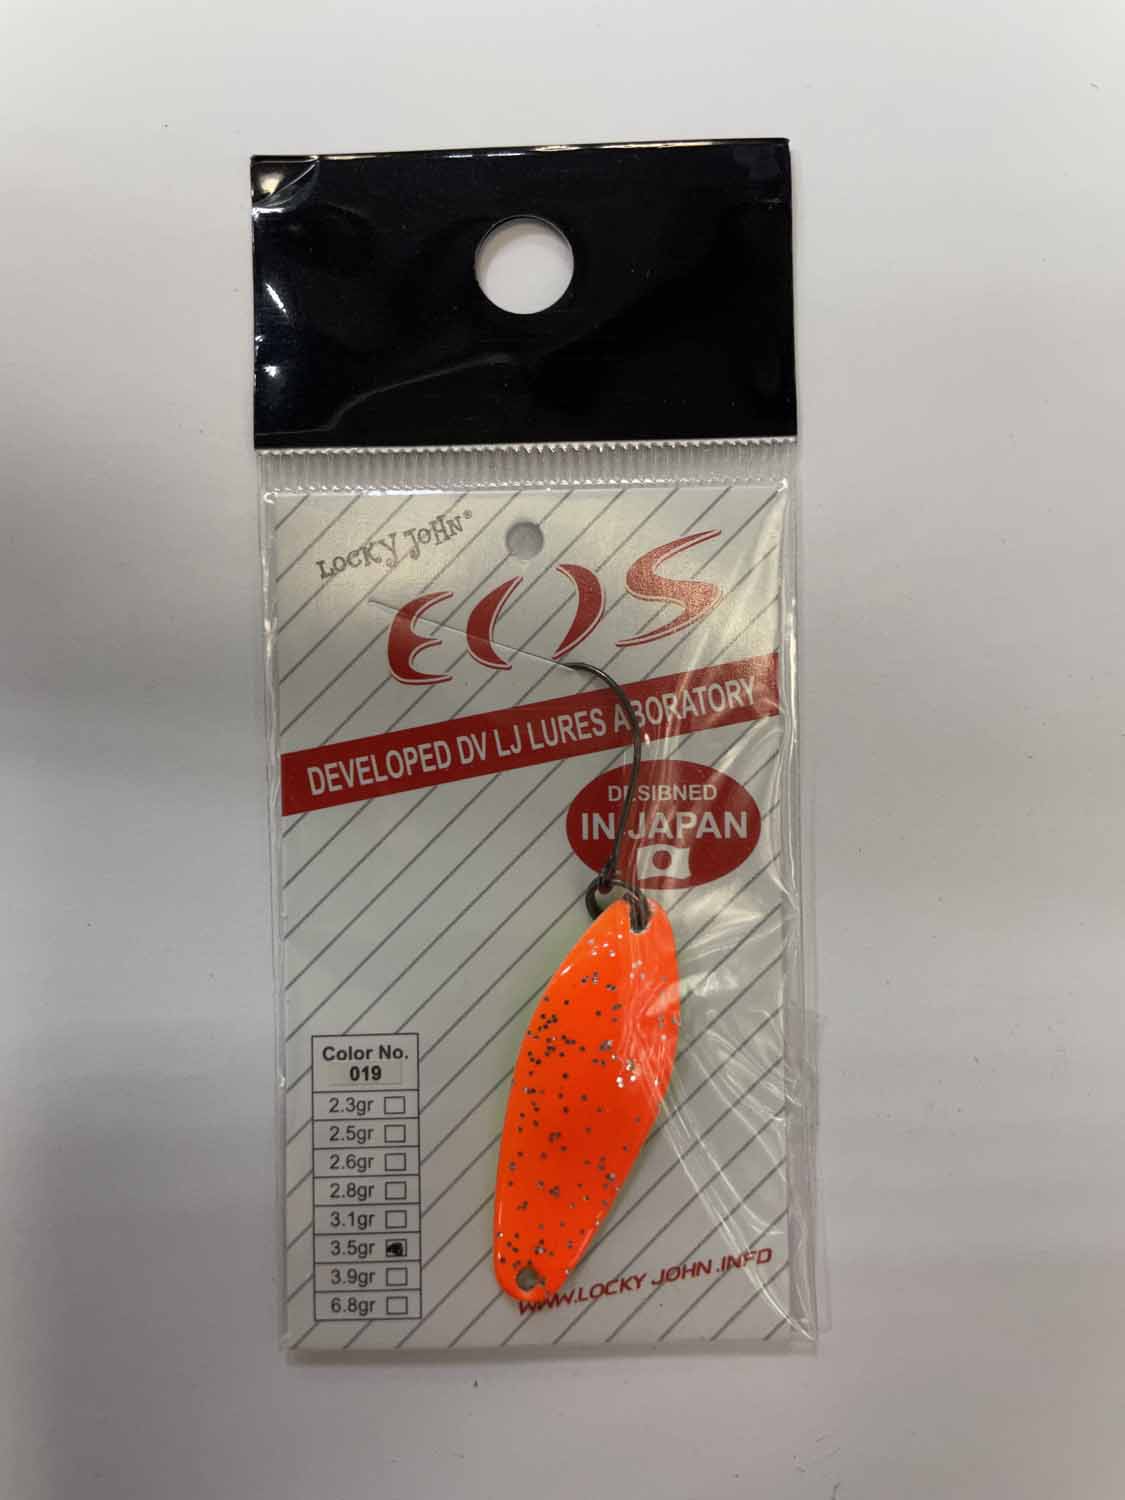 LOCKY JOHN®
EOS
DEVELOPED DV LJ LURES ABORATORY
DESIBNED
IN JAPAN
Color No.
019
2.3gr
2.5gr
2.6gr
2.8gr
3.1gr
3.5gr
3.9gr
6.8gr
WWW.LOCKY JOHN.INFO